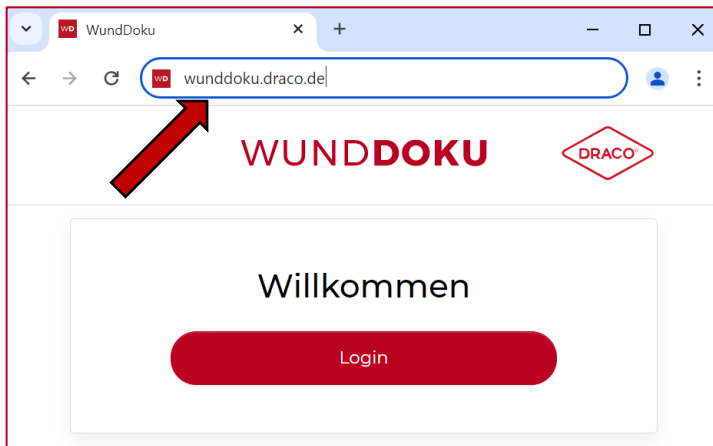 WD WundDoku
WD wunddoku.draco.de
WUNDDOKU
DRACO®
Willkommen
Login